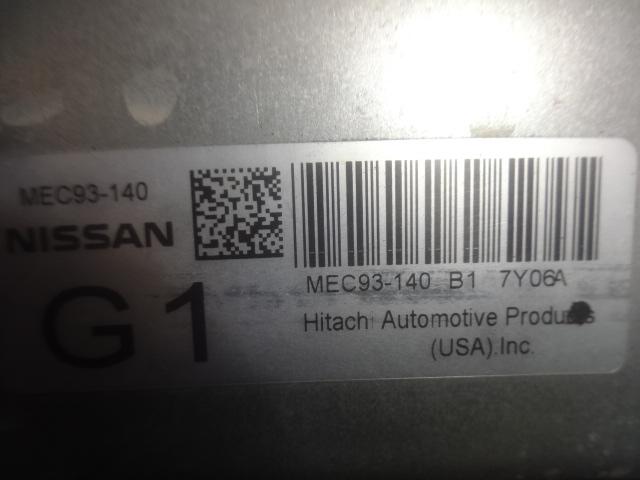 MEC93-140
NISSAN
G1
MEC93-140 B1 7Y06A
Hitachi Automotive Products
(USA).Inc.